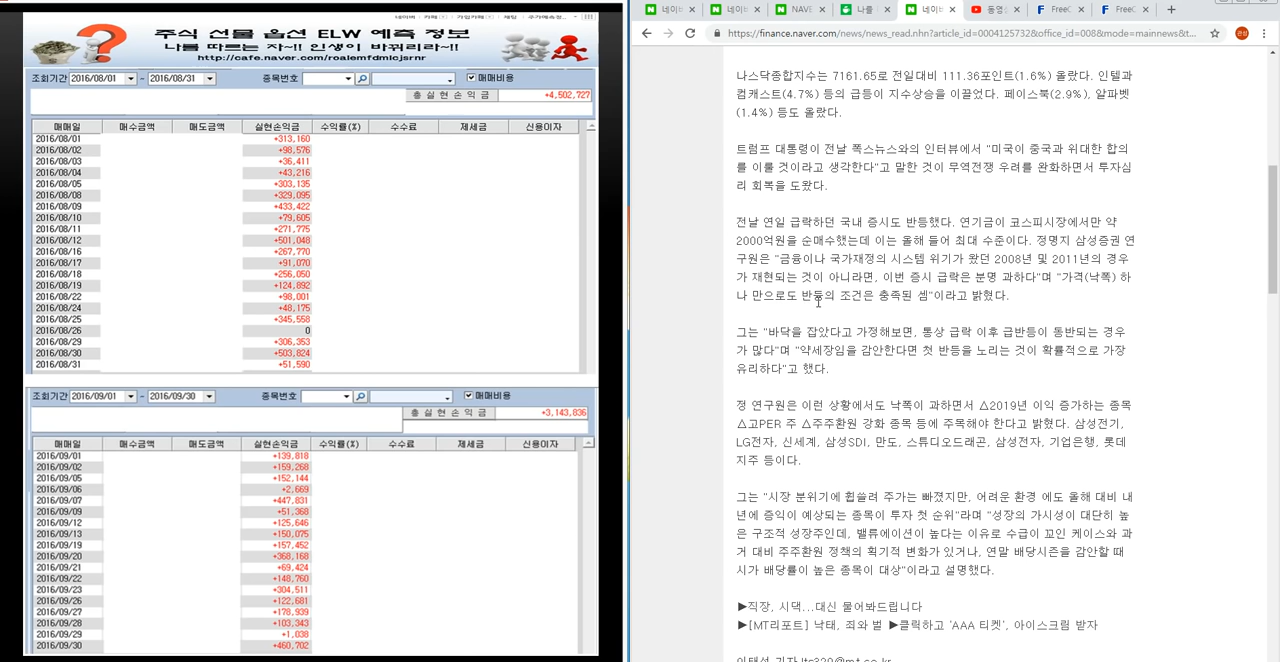 주식 선물 옵션 ELW 예측 정보
나를 따르는 자~!! 인생이 바뀌리라~!!
http://cafe.naver.com/roalemfdmlcjsrnr
조회기간 2016/08/01 ~ 2016/08/31 종목번호 매매비용
총 실 현 손 익 금 +4,502,727
매매일 매수금액 매도금액 실현손익금 수익률(%) 수수료 제세금 신용이자
2016/08/01 +313,160
2016/08/02 +98,576
2016/08/03 +36,411
2016/08/04 +43,216
2016/08/05 +303,135
2016/08/08 +329,095
2016/08/09 +433,422
2016/08/10 +79,605
2016/08/11 +271,775
2016/08/12 +501,048
2016/08/16 +267,770
2016/08/17 +91,070
2016/08/18 +256,050
2016/08/19 +124,892
2016/08/22 +98,001
2016/08/24 +48,175
2016/08/25 +345,558
2016/08/26 0
2016/08/29 +306,353
2016/08/30 +503,824
2016/08/31 +51,590
조회기간 2016/09/01 ~ 2016/09/30 종목번호 매매비용
총 실 현 손 익 금 +3,143,836
매매일 매수금액 매도금액 실현손익금 수익률(%) 수수료 제세금 신용이자
2016/09/01 +139,818
2016/09/02 +159,268
2016/09/05 +152,144
2016/09/06 +2,669
2016/09/07 +447,831
2016/09/09 +51,368
2016/09/12 +125,646
2016/09/13 +150,075
2016/09/19 +157,452
2016/09/20 +368,168
2016/09/21 +69,424
2016/09/22 +148,760
2016/09/23 +304,511
2016/09/26 +122,681
2016/09/27 +178,939
2016/09/28 +103,343
2016/09/29 +1,038
2016/09/30 +460,702
네이버 네이버 NAVE 나를 네이버 동영상 FreeC FreeC
https://finance.naver.com/news/news_read.nhn?article_id=0004125732&office_id=008&mode=mainnews&t...
나스닥종합지수는 7161.65로 전일대비 111.36포인트(1.6%) 올랐다. 인텔과
컴캐스트(4.7%) 등의 급등이 지수상승을 이끌었다. 페이스북(2.9%), 알파벳
(1.4%) 등도 올랐다.
트럼프 대통령이 전날 폭스뉴스와의 인터뷰에서 "미국이 중국과 위대한 합의
를 이룰 것이라고 생각한다"고 말한 것이 무역전쟁 우려를 완화하면서 투자심
리 회복을 도왔다.
전날 연일 급락하던 국내 증시도 반등했다. 연기금이 코스피시장에서만 약
2000억원을 순매수했는데 이는 올해 들어 최대 수준이다. 정명지 삼성증권 연
구원은 "금융이나 국가재정의 시스템 위기가 왔던 2008년 및 2011년의 경우
가 재현되는 것이 아니라면, 이번 증시 급락은 분명 과하다"며 "가격(낙폭) 하
나 만으로도 반등의 조건은 충족된 셈"이라고 밝혔다.
그는 "바닥을 잡았다고 가정해보면, 통상 급락 이후 급반등이 동반되는 경우
가 많다"며 "약세장임을 감안한다면 첫 반등을 노리는 것이 확률적으로 가장
유리하다"고 했다.
정 연구원은 이런 상황에서도 낙폭이 과하면서 △2019년 이익 증가하는 종목
△고PER 주 △주주환원 강화 종목 등에 주목해야 한다고 밝혔다. 삼성전기,
LG전자, 신세계, 삼성SDI, 만도, 스튜디오드래곤, 삼성전자, 기업은행, 롯데
지주 등이다.
그는 "시장 분위기에 휩쓸려 주가는 빠졌지만, 어려운 환경 에도 올해 대비 내
년에 증익이 예상되는 종목이 투자 첫 순위"라며 "성장의 가시성이 대단히 높
은 구조적 성장주인데, 밸류에이션이 높다는 이유로 수급이 꼬인 케이스와 과
거 대비 주주환원 정책의 획기적 변화가 있거나, 연말 배당시즌을 감안할 때
시가 배당률이 높은 종목이 대상"이라고 설명했다.
▶직장, 시댁...대신 물어봐드립니다
▶[MT리포트] 낙태, 죄와 벌 ▶클릭하고 'AAA 티켓', 아이스크림 받자